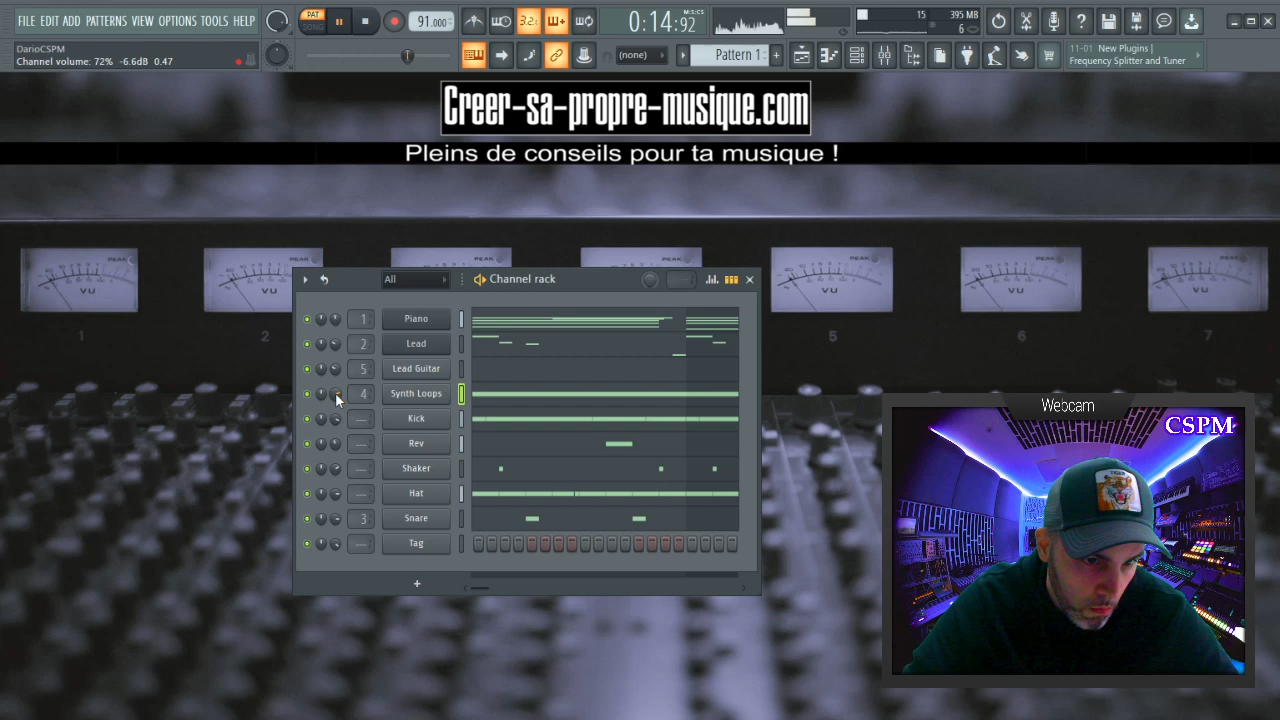 FILE EDIT ADD PATTERNS VIEW OPTIONS TOOLS HELP
PAT
SONG
91.000
3.2
0:14:92
M:S:CS
15
395 MB
6
DarioCSPM
Channel volume: 72% -6.6dB 0.47
(none)
Pattern 1
+
11-01 New Plugins |
Frequency Splitter and Tuner
Creer-sa-propre-musique.com
Pleins de conseils pour ta musique !
PEAK
VU
1
2
5
6
7
All
Channel rack
1 Piano
2 Lead
5 Lead Guitar
4 Synth Loops
--- Kick
--- Rev
--- Shaker
--- Hat
3 Snare
--- Tag
+
Webcam
CSPM
TIGER